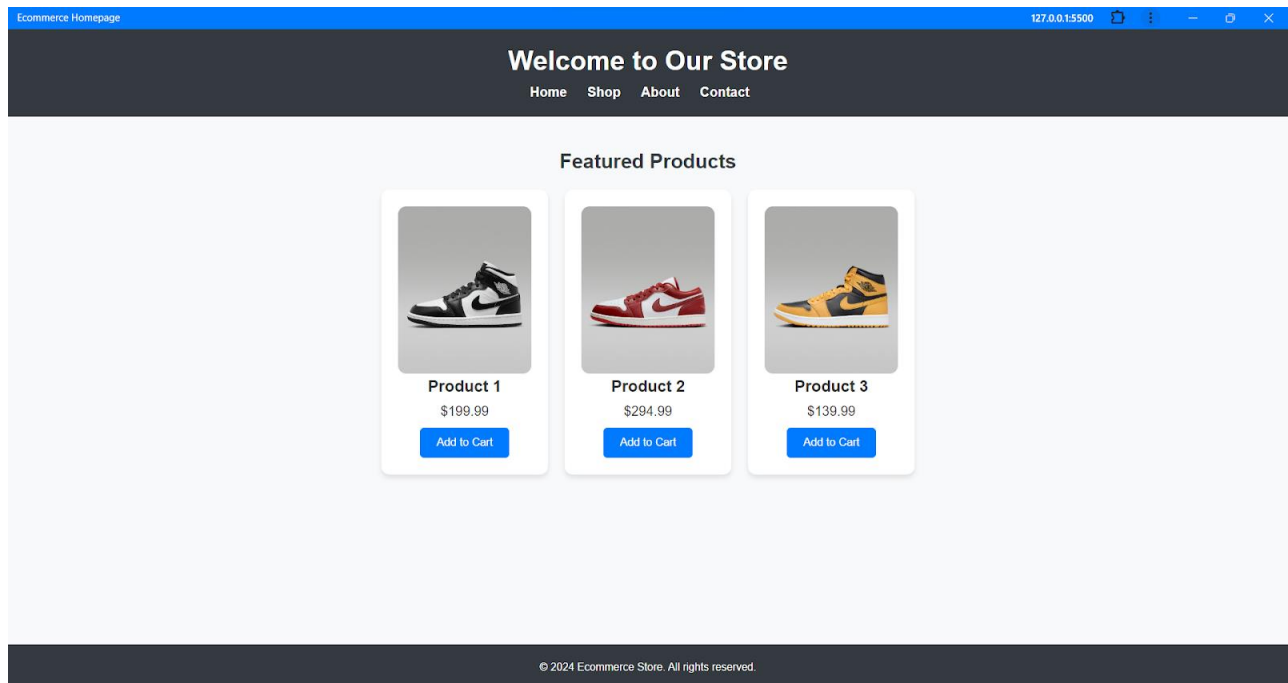 Ecommerce Homepage 127.0.0.1:5500
Welcome to Our Store
Home Shop About Contact
Featured Products
Product 1 Product 2 Product 3
$199.99 $294.99 $139.99
Add to Cart Add to Cart Add to Cart
© 2024 Ecommerce Store. All rights reserved.